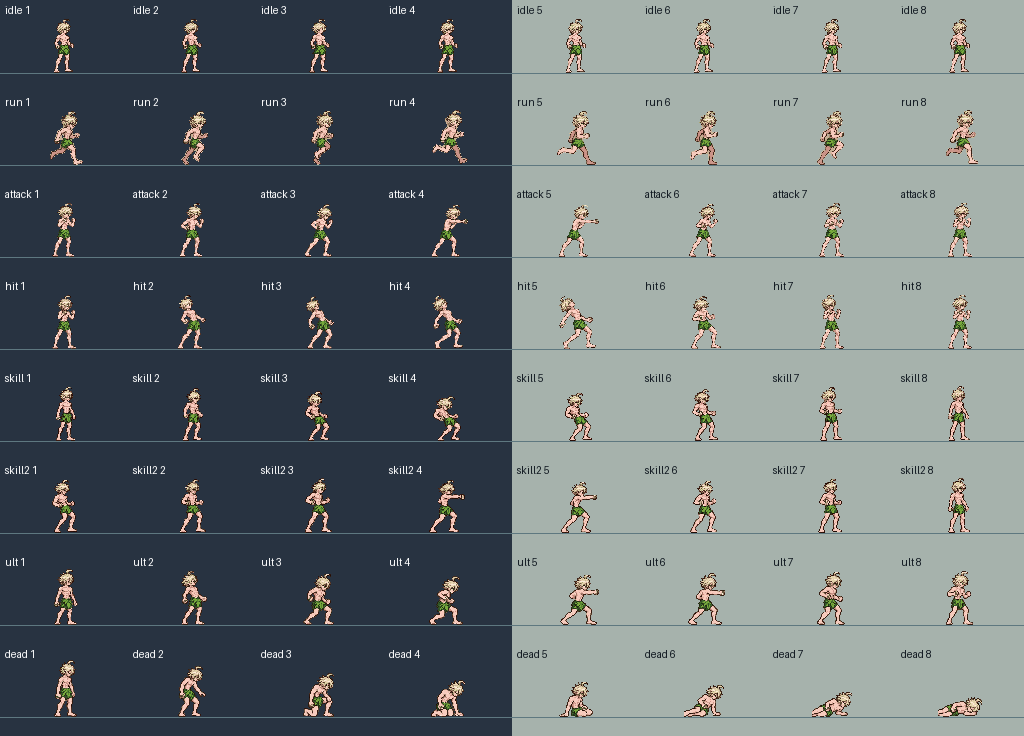 idle 1 idle 2 idle 3 idle 4 idle 5 idle 6 idle 7 idle 8
run 1 run 2 run 3 run 4 run 5 run 6 run 7 run 8
attack 1 attack 2 attack 3 attack 4 attack 5 attack 6 attack 7 attack 8
hit 1 hit 2 hit 3 hit 4 hit 5 hit 6 hit 7 hit 8
skill 1 skill 2 skill 3 skill 4 skill 5 skill 6 skill 7 skill 8
skill2 1 skill2 2 skill2 3 skill2 4 skill2 5 skill2 6 skill2 7 skill2 8
ult 1 ult 2 ult 3 ult 4 ult 5 ult 6 ult 7 ult 8
dead 1 dead 2 dead 3 dead 4 dead 5 dead 6 dead 7 dead 8